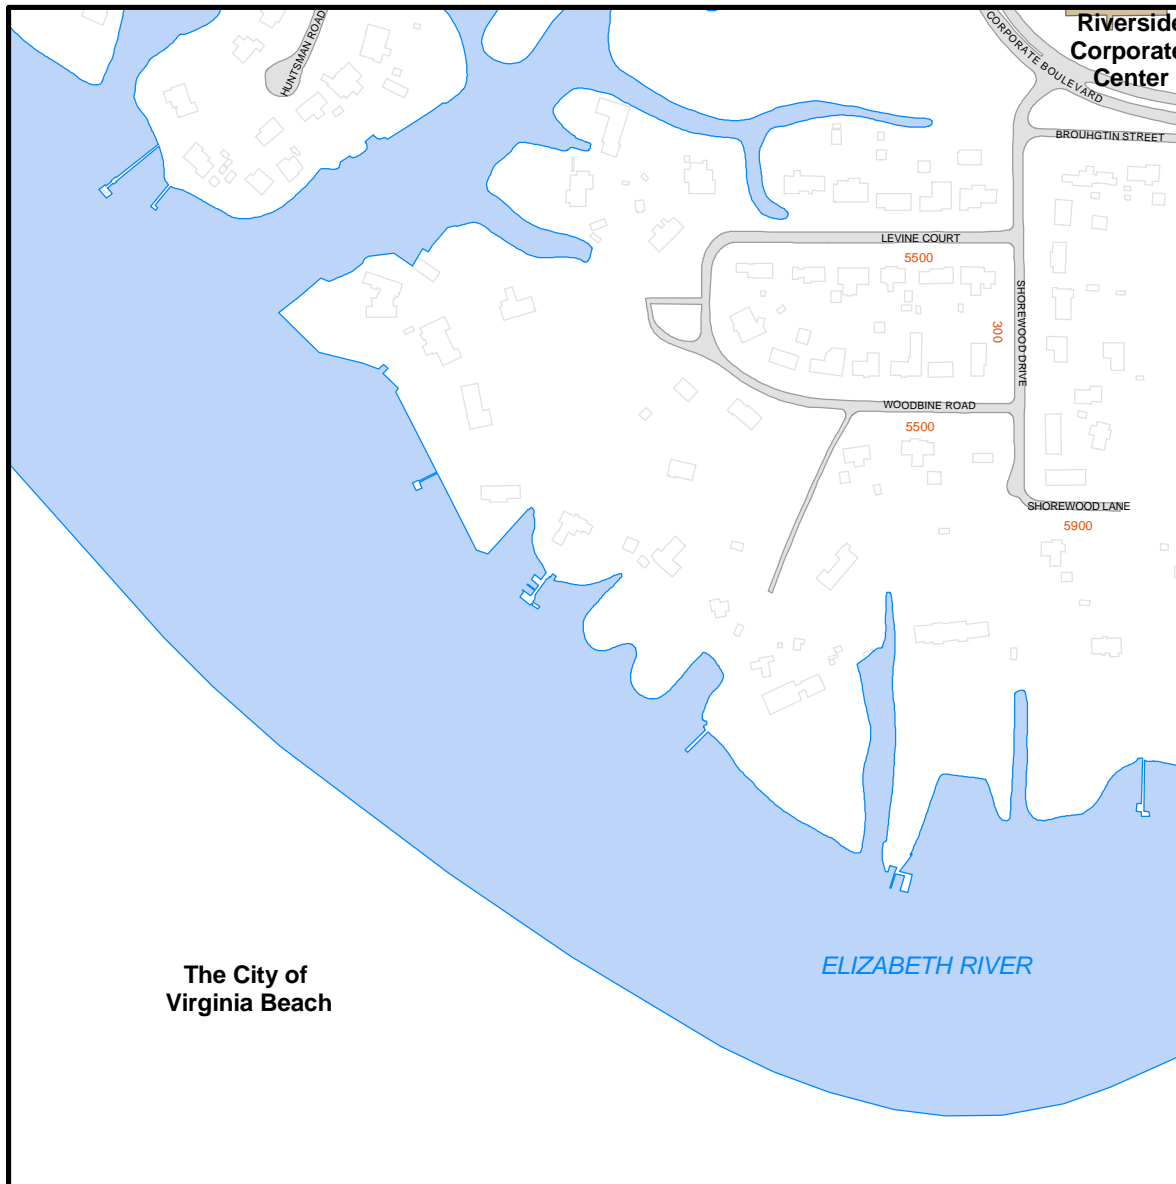 HUNTSMAN ROAD
CORPORATE BOULEVARD
Riverside
Corporate
Center
BROUHGTIN STREET
LEVINE COURT
5500
SHOREWOOD DRIVE
300
WOODBINE ROAD
5500
SHOREWOOD LANE
5900
ELIZABETH RIVER
The City of
Virginia Beach